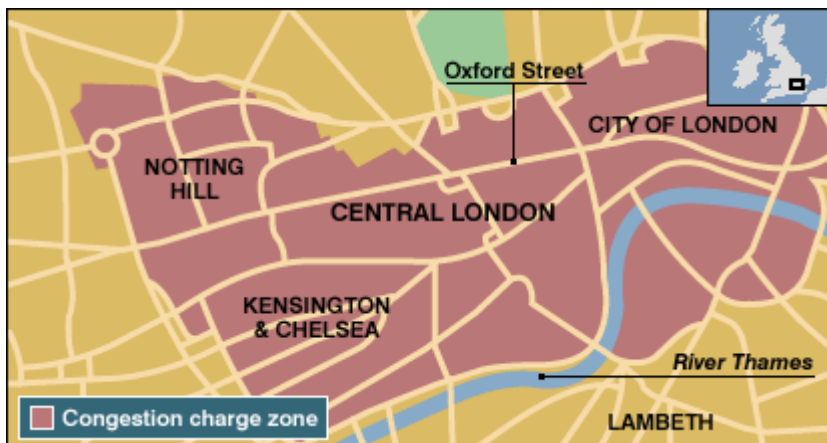 Oxford Street
CITY OF LONDON
NOTTING
HILL
CENTRAL LONDON
KENSINGTON
& CHELSEA
River Thames
Congestion charge zone
LAMBETH